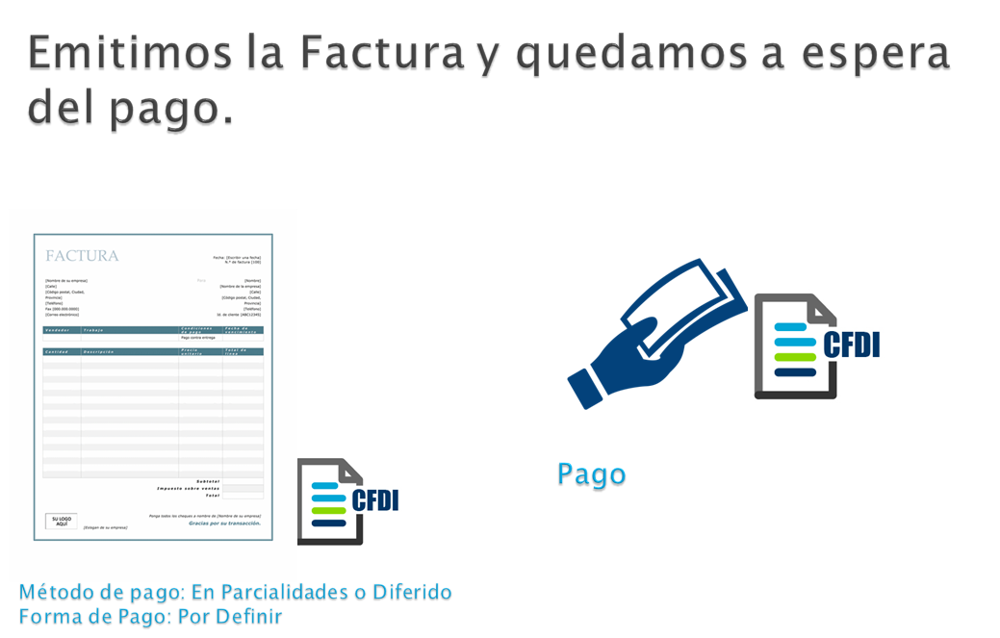 Emitimos la Factura y quedamos a espera
del pago.
FACTURA
Fecha: [Escribir una fecha]
N.º de factura [100]
[Nombre de su empresa]
[Calle]
[Código postal, Ciudad,
Provincia]
[Teléfono]
Fax [000-000-0000]
[Correo electrónico]
Para:
[Nombre]
[Nombre de la empresa]
[Calle]
[Código postal, Ciudad,
Provincia]
[Teléfono]
Id. de cliente [ABC12345]
Vendedor Trabajo Condiciones de pago Fecha de vencimiento
Pago contra entrega
Cantidad Descripción Precio unitario Total de línea
Subtotal
Impuesto sobre ventas
Total
SU LOGO
AQUÍ
[Eslogan de su empresa]
Ponga todos los cheques a nombre de [Nombre de su empresa]
Gracias por su transacción.
CFDI
CFDI
Pago
Método de pago: En Parcialidades o Diferido
Forma de Pago: Por Definir